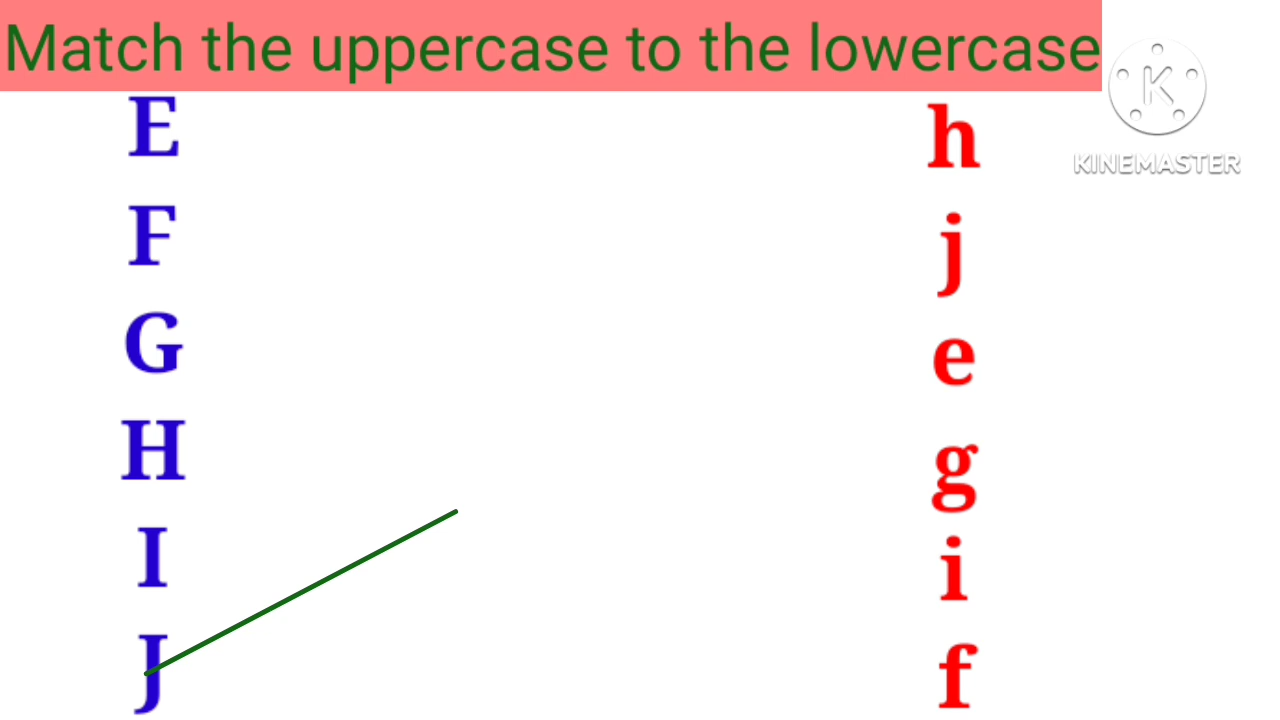 Match the uppercase to the lowercase
K
KINEMASTER
E h
F j
G e
H g
I i
J f